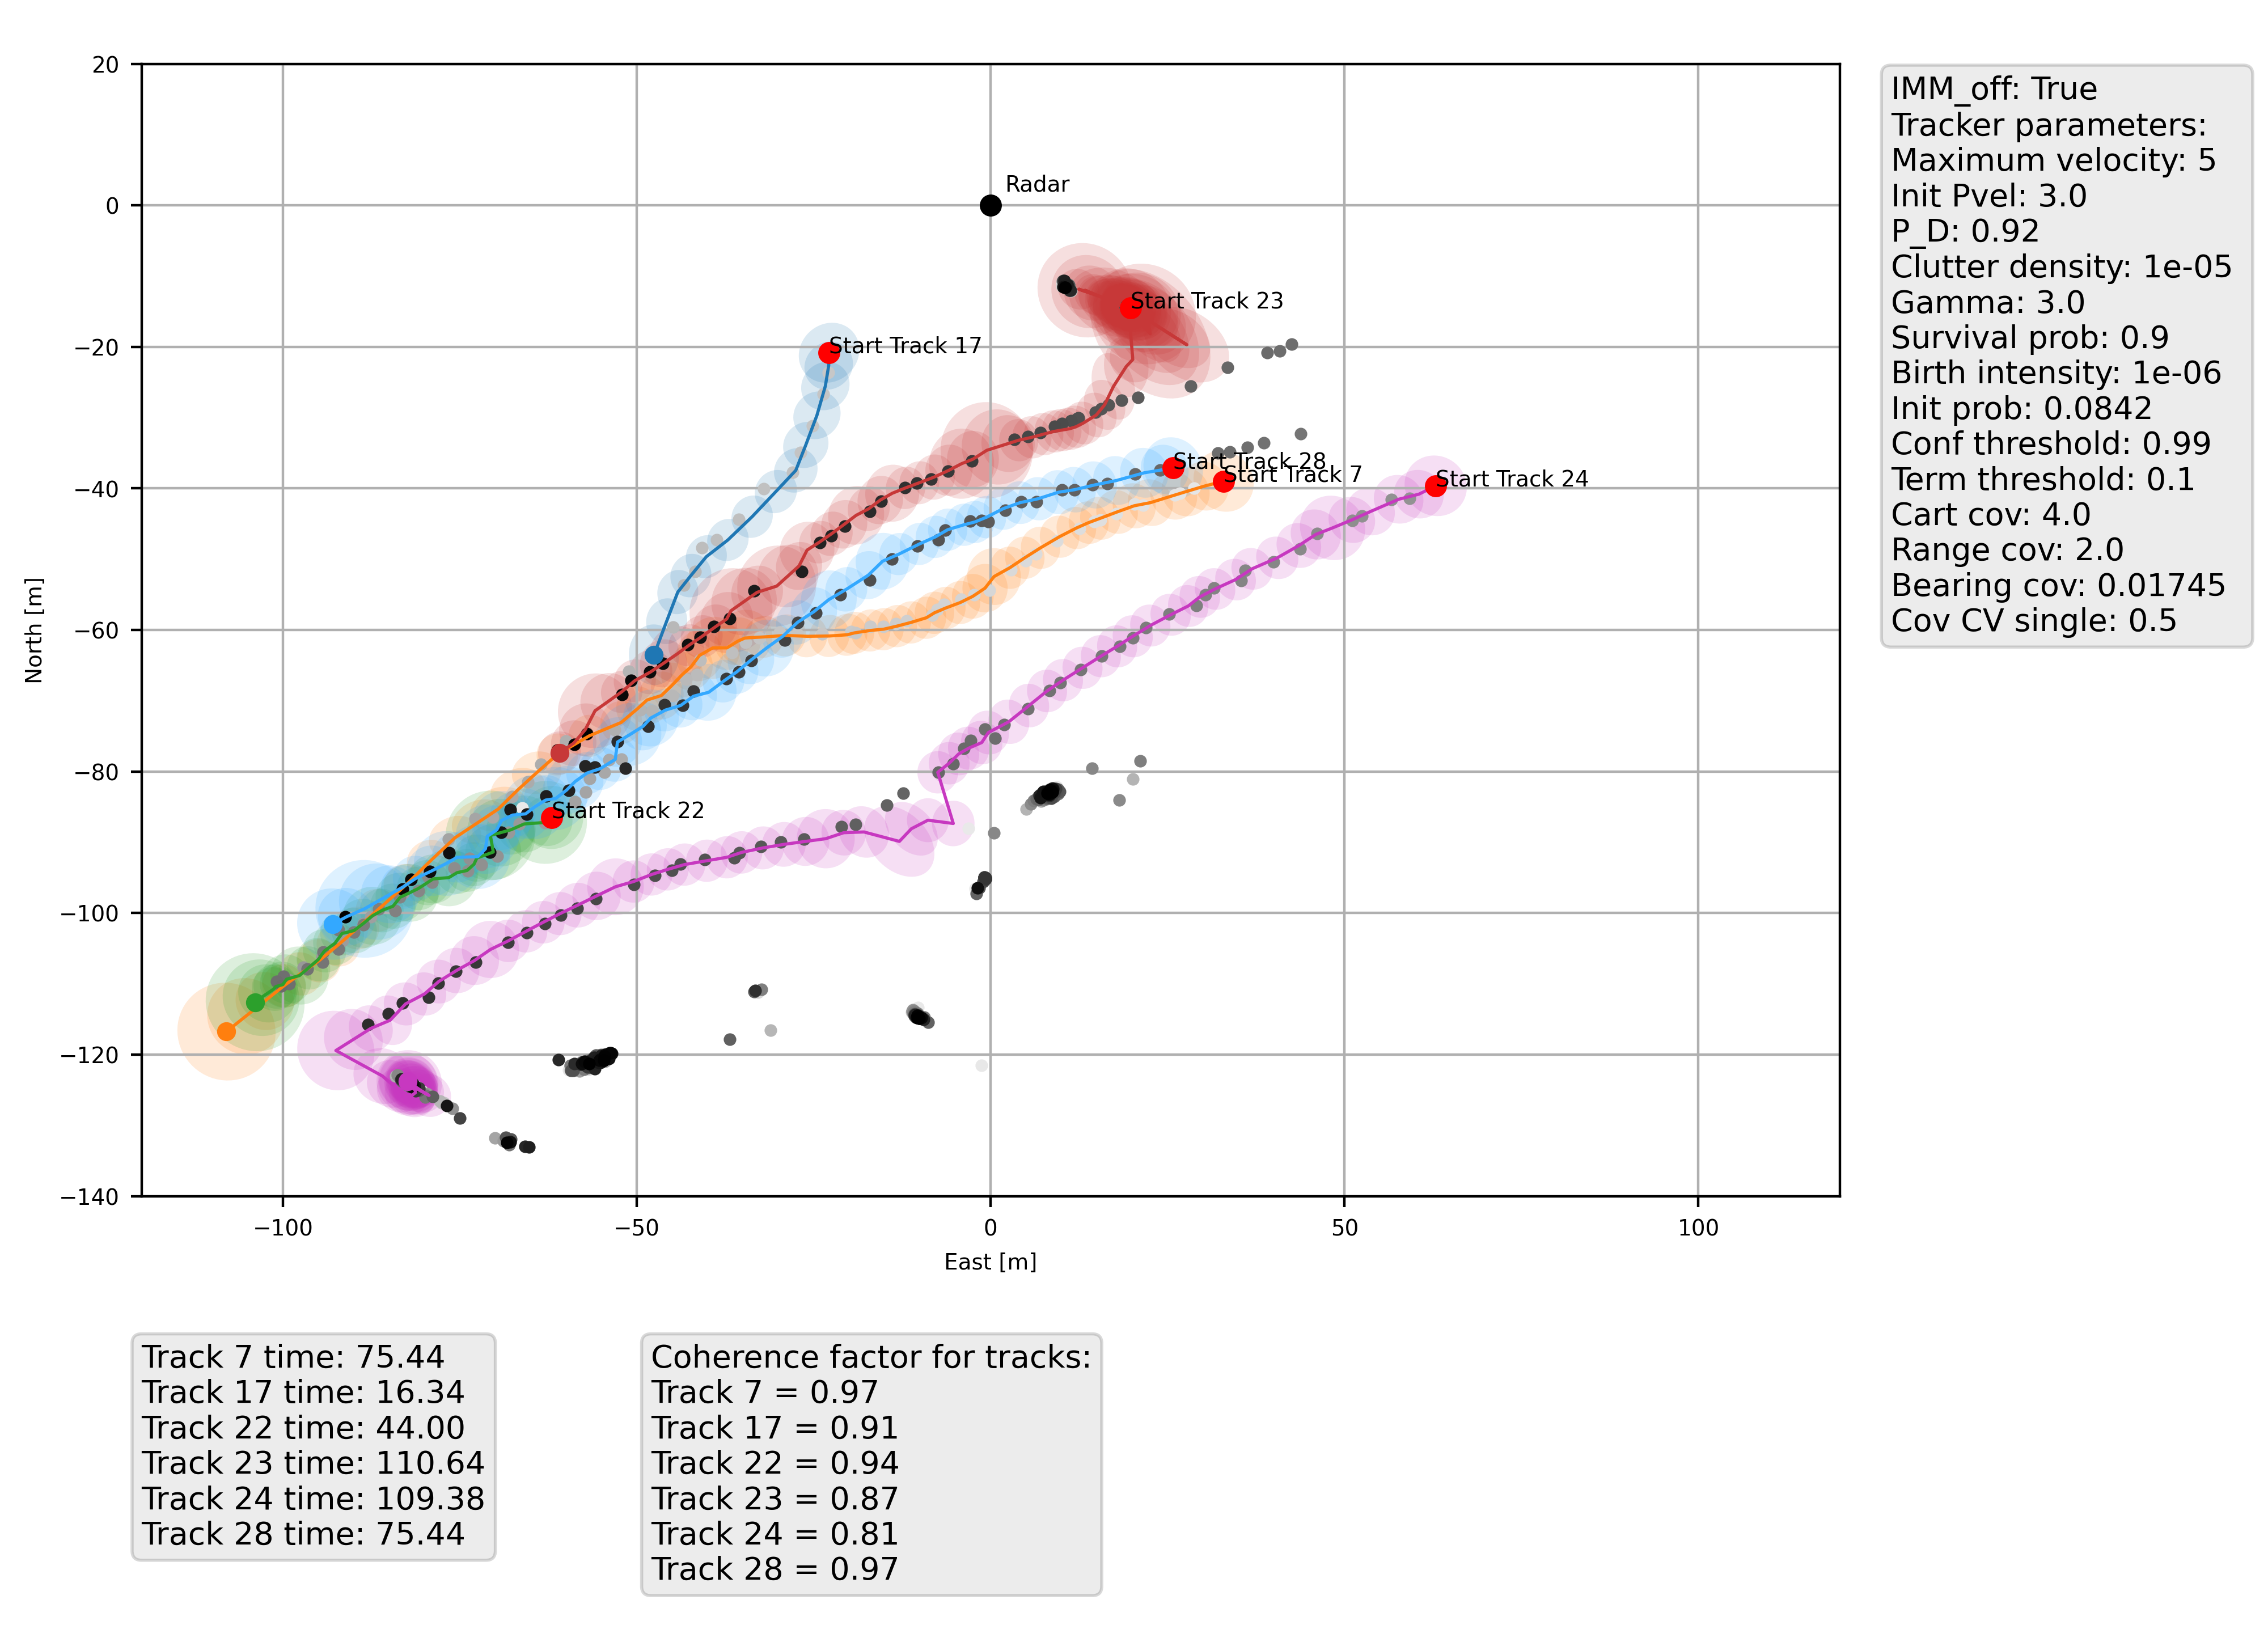 20
0
−20
−40
−60
−80
−100
−120
−140
North [m]
Radar
Start Track 23
Start Track 17
Start Track 28
Start Track 7
Start Track 24
Start Track 22
−100
−50
0
50
100
East [m]
IMM_off: True
Tracker parameters:
Maximum velocity: 5
Init Pvel: 3.0
P_D: 0.92
Clutter density: 1e-05
Gamma: 3.0
Survival prob: 0.9
Birth intensity: 1e-06
Init prob: 0.0842
Conf threshold: 0.99
Term threshold: 0.1
Cart cov: 4.0
Range cov: 2.0
Bearing cov: 0.01745
Cov CV single: 0.5
Track 7 time: 75.44
Track 17 time: 16.34
Track 22 time: 44.00
Track 23 time: 110.64
Track 24 time: 109.38
Track 28 time: 75.44
Coherence factor for tracks:
Track 7 = 0.97
Track 17 = 0.91
Track 22 = 0.94
Track 23 = 0.87
Track 24 = 0.81
Track 28 = 0.97